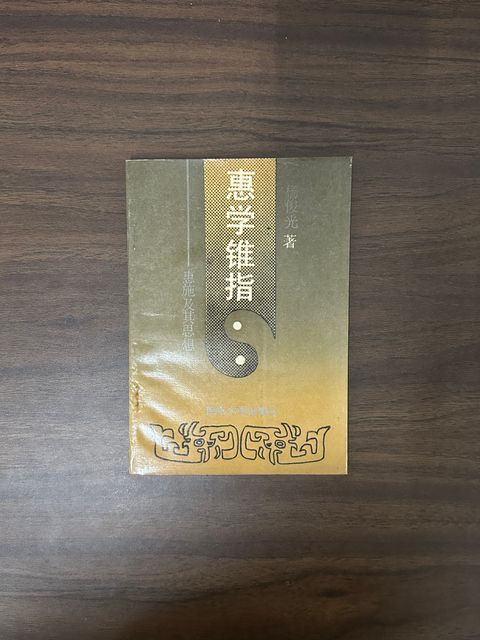 惠学锥指
——惠施及其思想
杨俊光 著